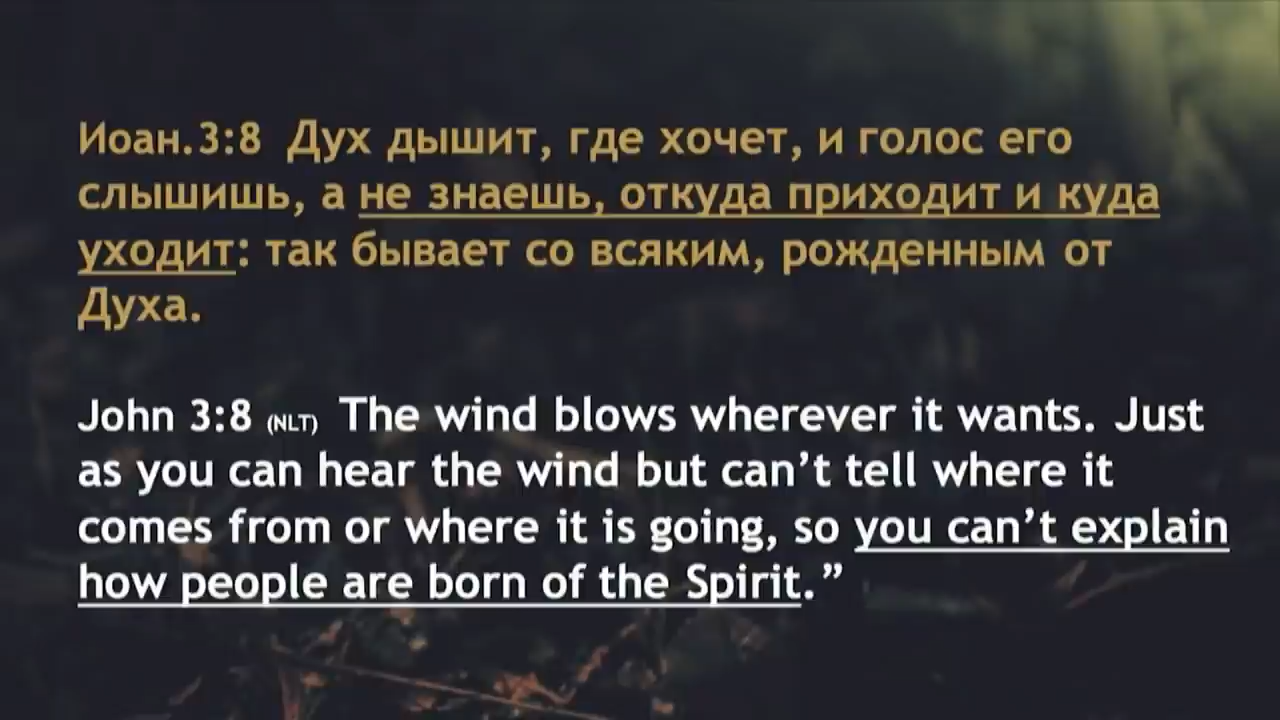 Иоан.3:8 Дух дышит, где хочет, и голос его
слышишь, а не знаешь, откуда приходит и куда
уходит: так бывает со всяким, рожденным от
Духа.
John 3:8 (NLT) The wind blows wherever it wants. Just
as you can hear the wind but can’t tell where it
comes from or where it is going, so you can’t explain
how people are born of the Spirit.”